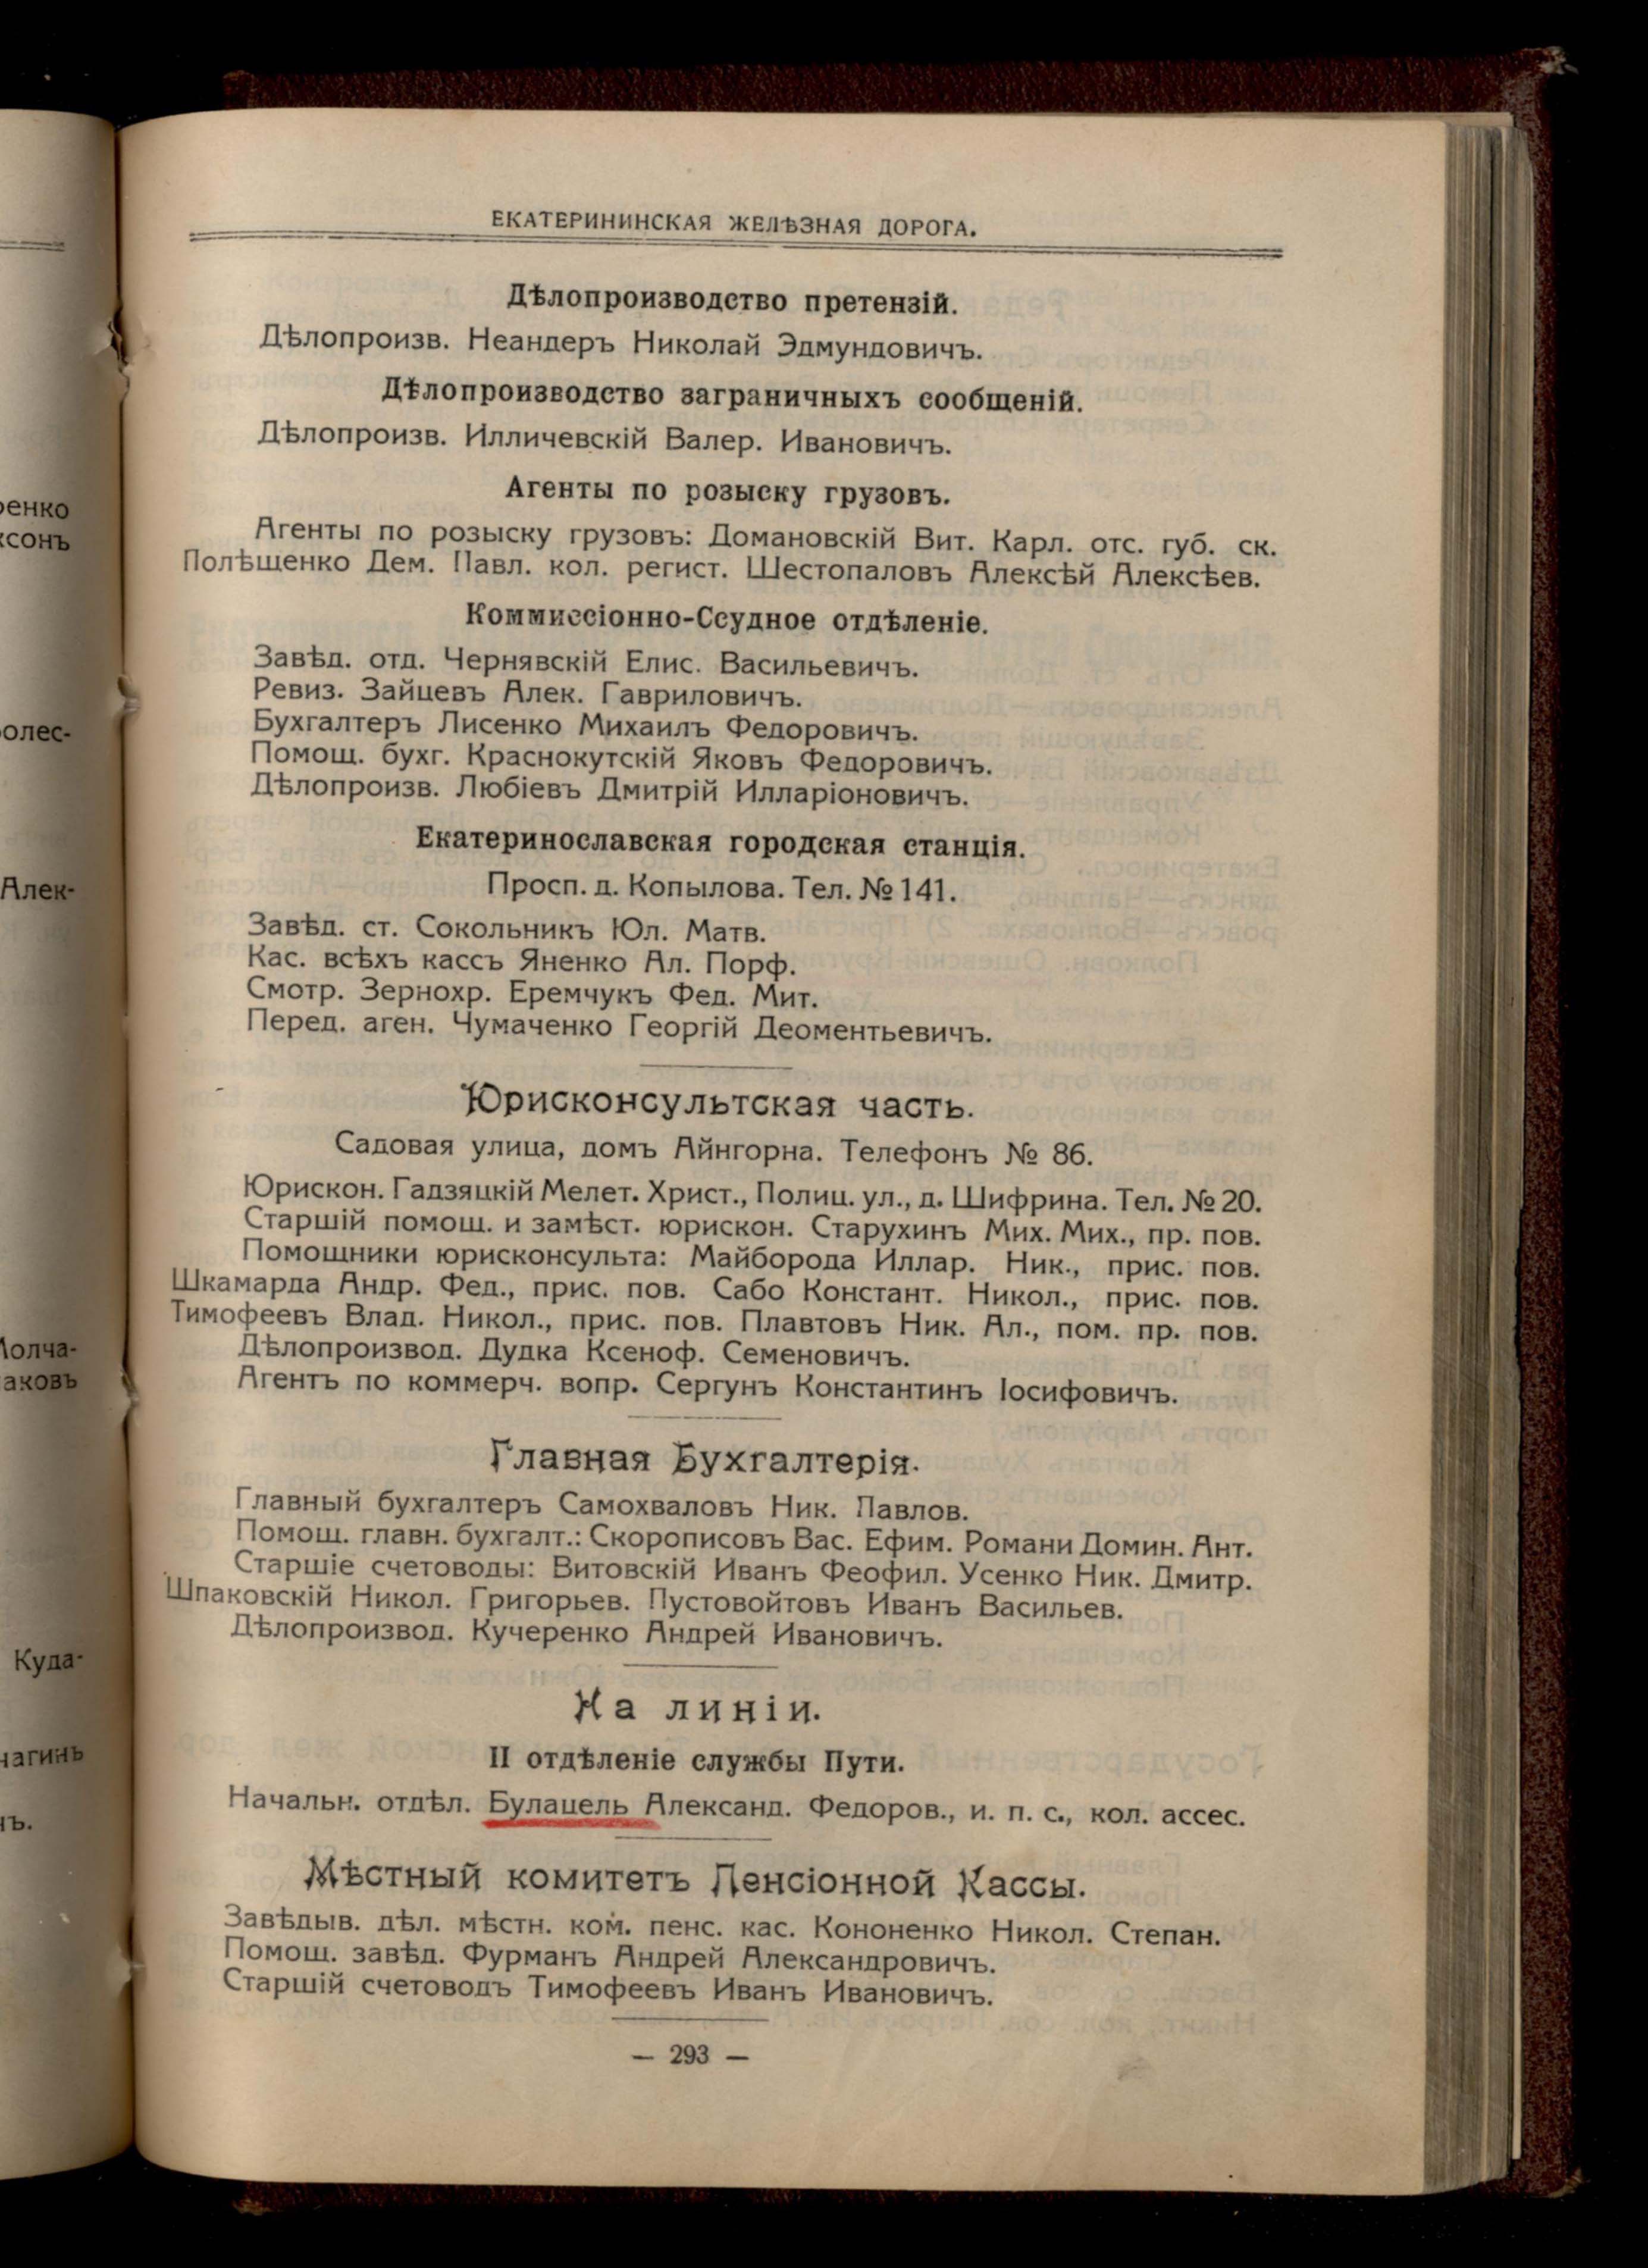 ЕКАТЕРИНИНСКАЯ ЖЕЛѢЗНАЯ ДОРОГА.
Дѣлопроизводство претензій.
Дѣлопроизв. Неандеръ Николай Эдмундовичъ.
Дѣлопроизводство заграничныхъ сообщеній.
Дѣлопроизв. Илличевскій Валер. Ивановичъ.
Агенты по розыску грузовъ.
Агенты по розыску грузовъ: Домановскій Вит. Карл. отс. губ. ск.
Полѣщенко Дем. Павл. кол. регист. Шестопаловъ Алексѣй Алексѣев.
Коммиссіонно-Ссудное отдѣленіе.
Завѣд. отд. Чернявскій Елис. Васильевичъ.
Ревиз. Зайцевъ Алек. Гавриловичъ.
Бухгалтеръ Лисенко Михаилъ Федоровичъ.
Помощ. бухг. Краснокутскій Яковъ Федоровичъ.
Дѣлопроизв. Любіевъ Дмитрій Илларіоновичъ.
Екатеринославская городская станція.
Просп. д. Копылова. Тел. № 141.
Завѣд. ст. Сокольникъ Юл. Матв.
Кас. всѣхъ кассъ Яненко Ал. Порф.
Смотр. Зернохр. Еремчукъ Фед. Мит.
Перед. аген. Чумаченко Георгій Деоментьевичъ.
Юрисконсультская часть.
Садовая улица, домъ Айнгорна. Телефонъ № 86.
Юрискон. Гадзяцкій Мелет. Христ., Полиц. ул., д. Шифрина. Тел. № 20.
Старшій помощ. и замѣст. юрискон. Старухинъ Мих. Мих., пр. пов.
Помощники юрисконсульта: Майборода Иллар. Ник., прис. пов.
Шкамарда Андр. Фед., прис. пов. Сабо Констант. Никол., прис. пов.
Тимофеевъ Влад. Никол., прис. пов. Плавтовъ Ник. Ал., пом. пр. пов.
Дѣлопроизвод. Дудка Ксеноф. Семеновичъ.
Агентъ по коммерч. вопр. Сергунъ Константинъ Іосифовичъ.
Главная Бухгалтерія.
Главный бухгалтеръ Самохваловъ Ник. Павлов.
Помощ. главн. бухгалт.: Скорописовъ Вас. Ефим. Романи Домин. Ант.
Старшіе счетоводы: Витовскій Иванъ Феофил. Усенко Ник. Дмитр.
Шпаковскій Никол. Григорьев. Пустовойтовъ Иванъ Васильев.
Дѣлопроизвод. Кучеренко Андрей Ивановичъ.
На линіи.
II отдѣленіе службы Пути.
Начальн. отдѣл. Булацель Александ. Федоров., и. п. с., кол. ассес.
Мѣстный комитетъ Пенсіонной Кассы.
Завѣдыв. дѣл. мѣстн. ком. пенс. кас. Кононенко Никол. Степан.
Помощ. завѣд. Фурманъ Андрей Александровичъ.
Старшій счетоводъ Тимофеевъ Иванъ Ивановичъ.
— 293 —